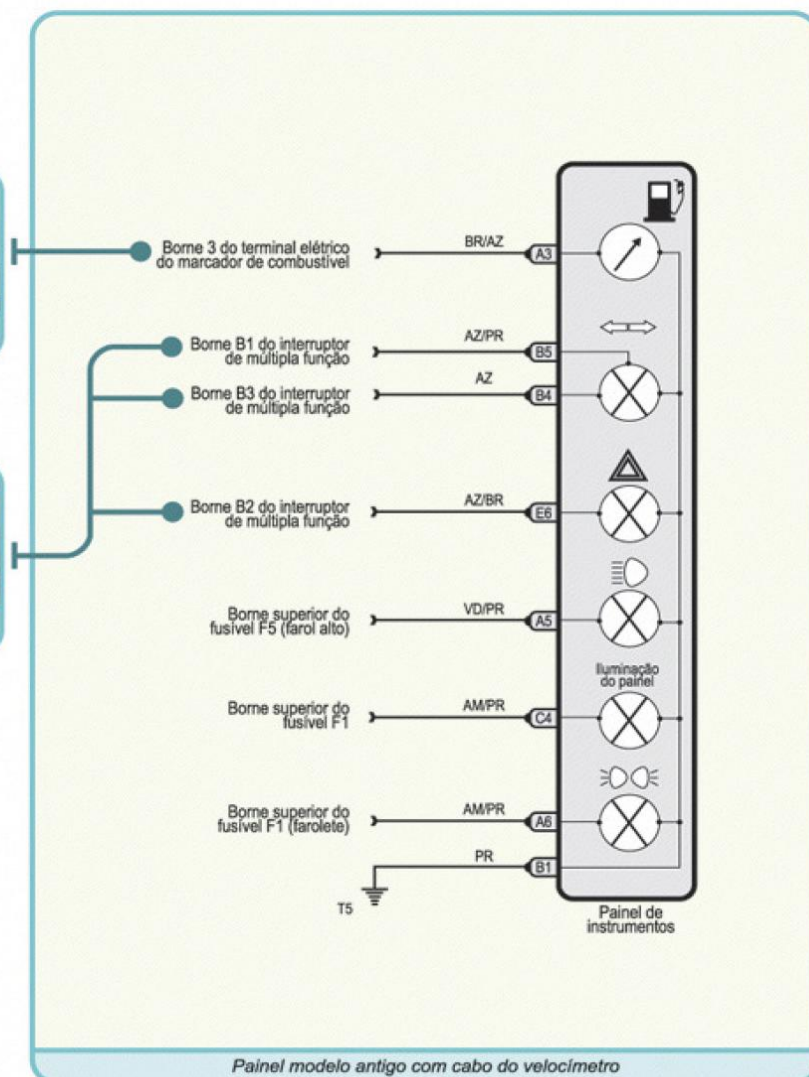 Borne 3 do terminal elétrico
do marcador de combustível
BR/AZ
A3
Borne B1 do interruptor
de múltipla função
AZ/PR
B5
Borne B3 do interruptor
de múltipla função
AZ
B4
Borne B2 do interruptor
de múltipla função
AZ/BR
E6
Borne superior do
fusível F5 (farol alto)
VD/PR
A5
Iluminação
do painel
Borne superior do
fusível F1
AM/PR
C4
Borne superior do
fusível F1 (farolete)
AM/PR
A6
PR
B1
T5
Painel de
instrumentos
Painel modelo antigo com cabo do velocímetro